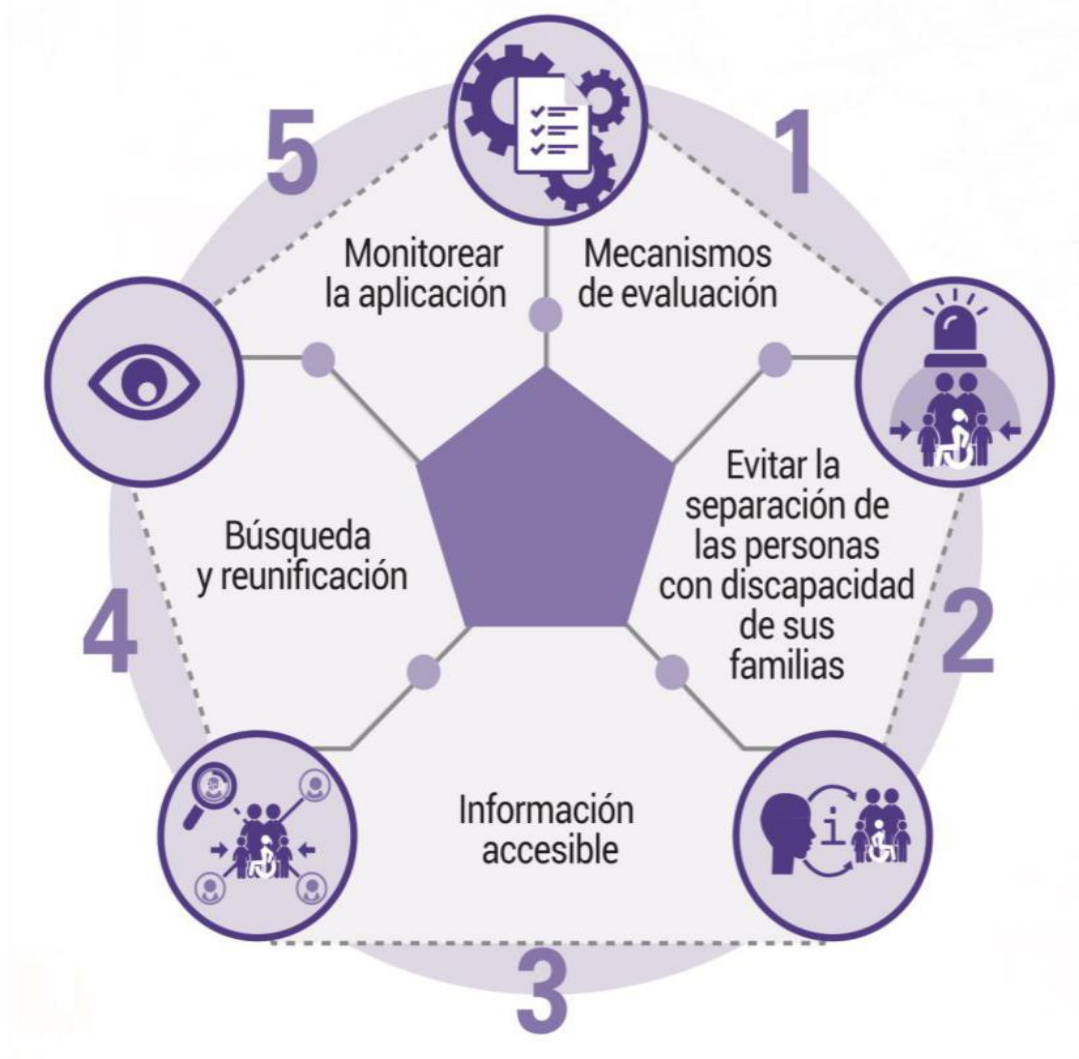 1
Mecanismos
de evaluación
2
Evitar la
separación de
las personas
con discapacidad
de sus
familias
3
Información
accesible
i
4
Búsqueda
y reunificación
5
Monitorear
la aplicación